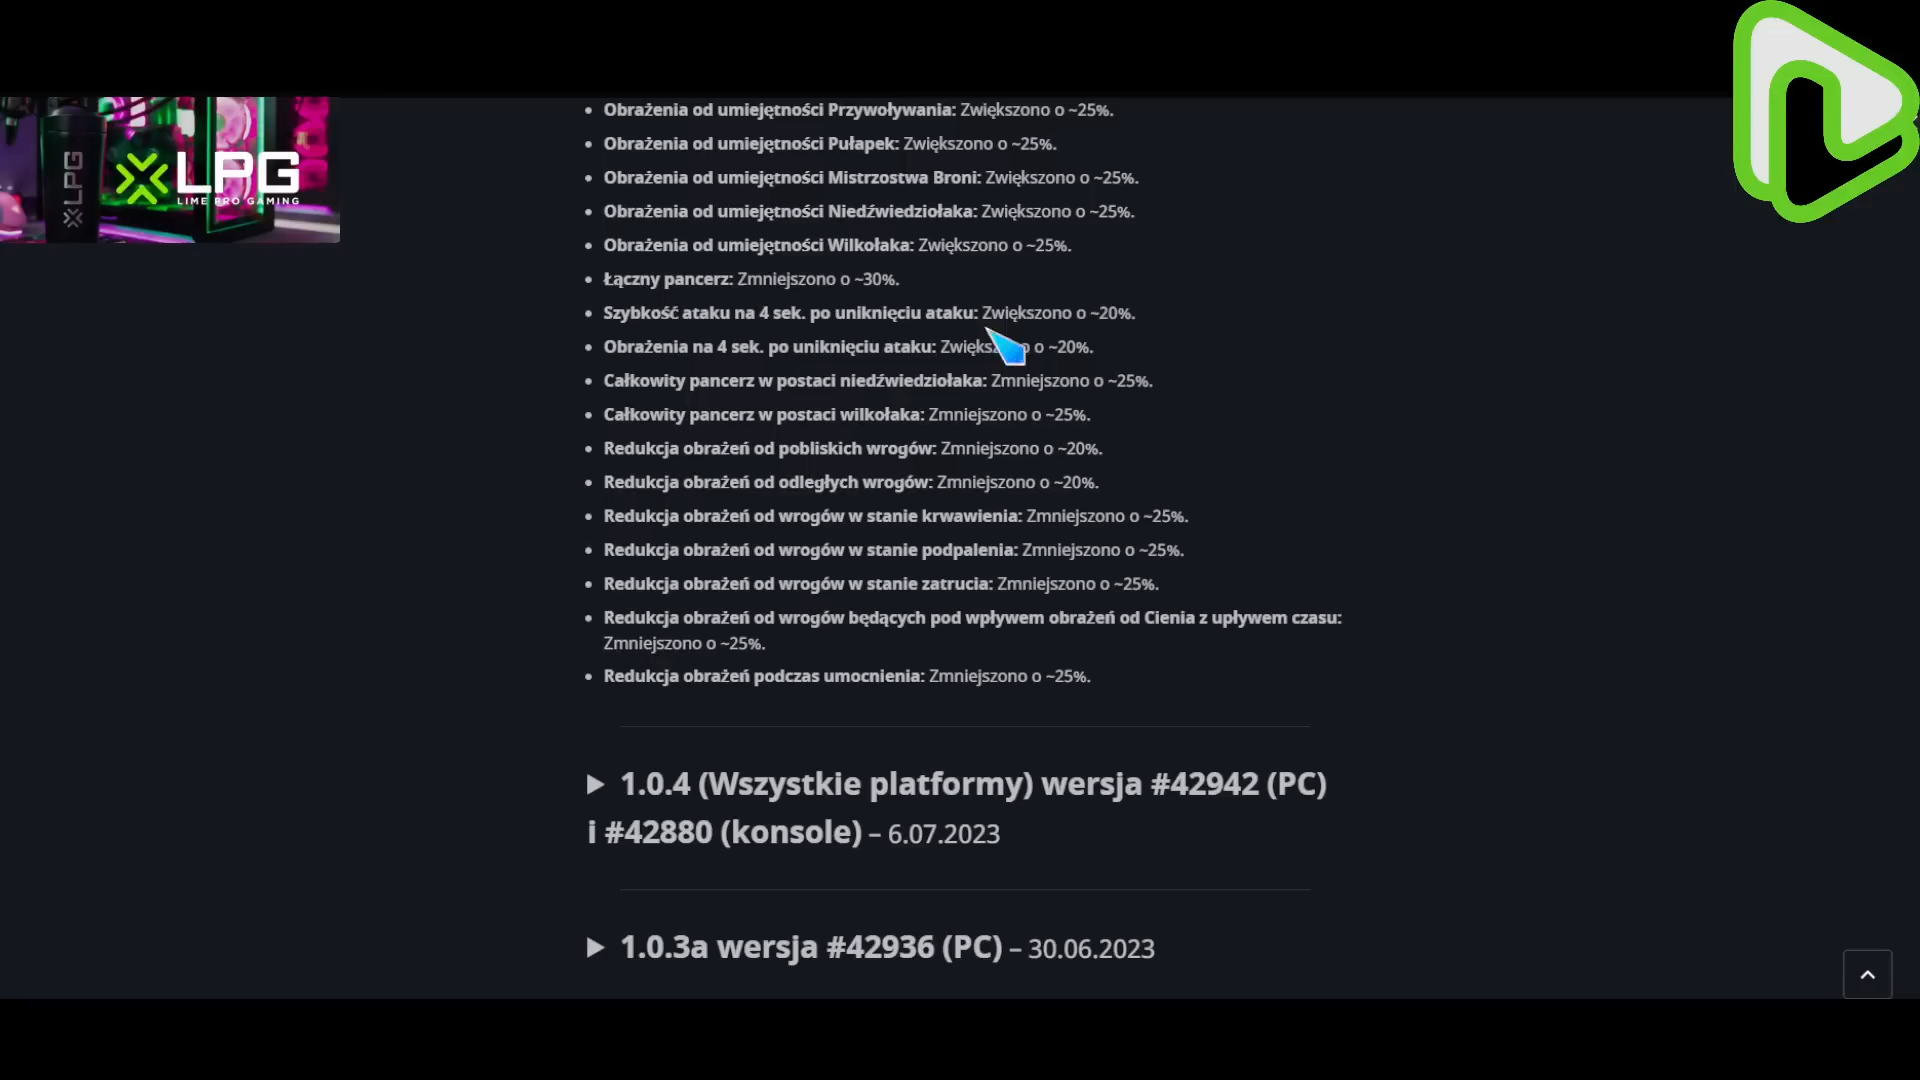 Obrażenia od umiejętności Przywoływania: Zwiększono o ~25%.
Obrażenia od umiejętności Pułapek: Zwiększono o ~25%.
Obrażenia od umiejętności Mistrzostwa Broni: Zwiększono o ~25%.
Obrażenia od umiejętności Niedźwiedziołaka: Zwiększono o ~25%.
Obrażenia od umiejętności Wilkołaka: Zwiększono o ~25%.
Łączny pancerz: Zmniejszono o ~30%.
Szybkość ataku na 4 sek. po uniknięciu ataku: Zwiększono o ~20%.
Obrażenia na 4 sek. po uniknięciu ataku: o ~20%.
Całkowity pancerz w postaci niedźwiedziołaka: Zmniejszono o ~25%.
Całkowity pancerz w postaci wilkołaka: Zmniejszono o ~25%.
Redukcja obrażeń od pobliskich wrogów: Zmniejszono o ~20%.
Redukcja obrażeń od odległych wrogów: Zmniejszono o ~20%.
Redukcja obrażeń od wrogów w stanie krwawienia: Zmniejszono o ~25%.
Redukcja obrażeń od wrogów w stanie podpalenia: Zmniejszono o ~25%.
Redukcja obrażeń od wrogów w stanie zatrucia: Zmniejszono o ~25%.
Redukcja obrażeń od wrogów będących pod wpływem obrażeń od Cienia z upływem czasu:
Zmniejszono o ~25%.
Redukcja obrażeń podczas umocnienia: Zmniejszono o ~25%.
1.0.4 (Wszystkie platformy) wersja #42942 (PC)
i #42880 (konsole) – 6.07.2023
1.0.3a wersja #42936 (PC) – 30.06.2023
LPG
LPG
LIME PRO GAMING